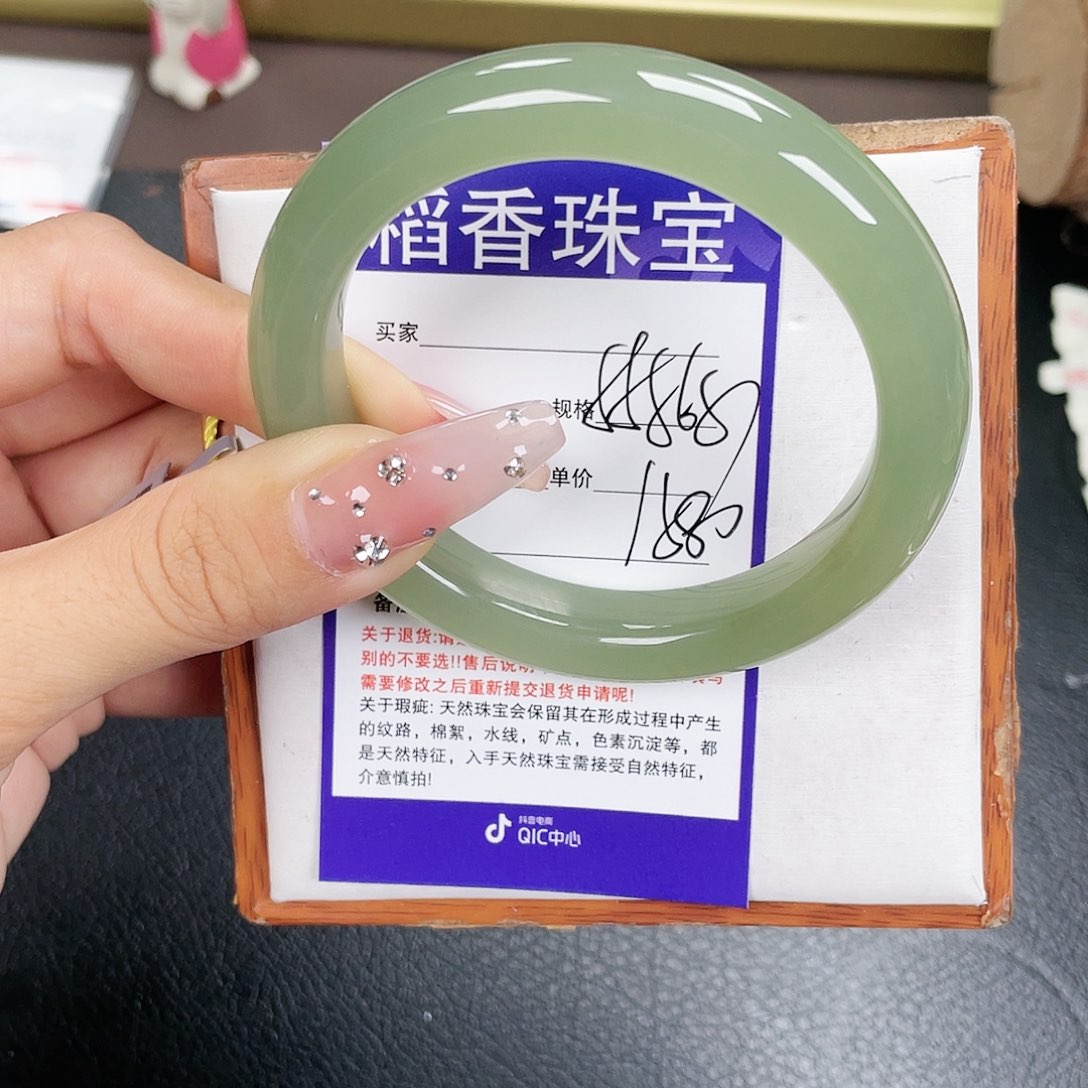 稻香珠宝
买家
规格
单价 1880
关于退货:请
别的不要选!!售后说明
需要修改之后重新提交退货申请呢!
关于瑕疵: 天然珠宝会保留其在形成过程中产生
的纹路，棉絮，水线，矿点，色素沉淀等，都
是天然特征，入手天然珠宝需接受自然特征，
介意慎拍!
抖音电商
QIC中心